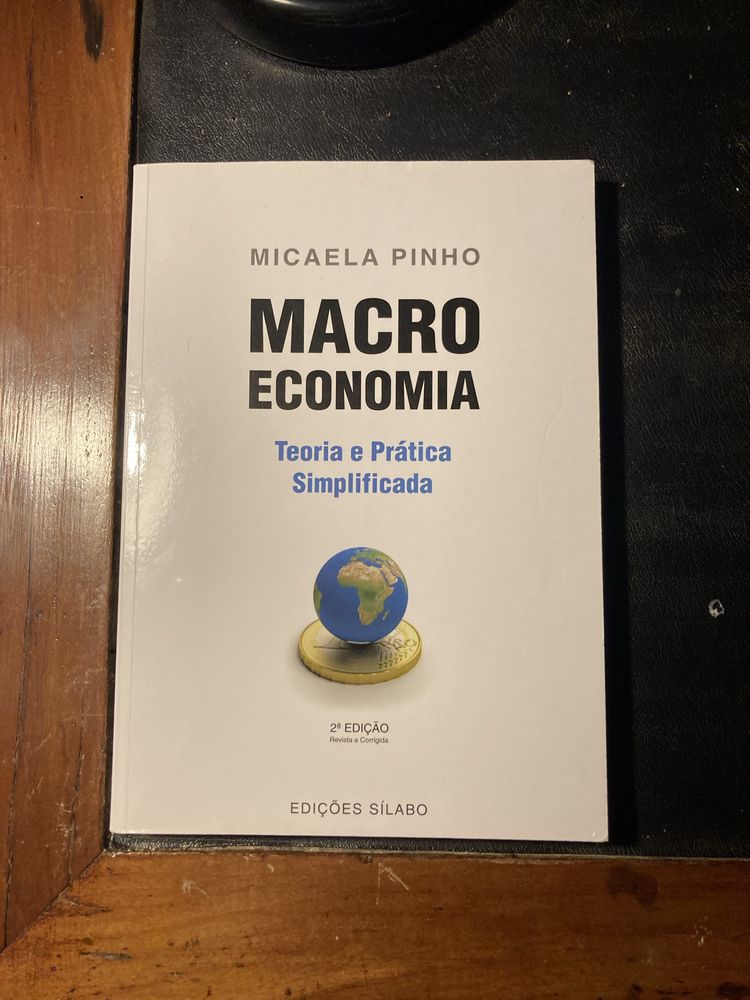 MICAELA PINHO
MACRO
ECONOMIA
Teoria e Prática
Simplificada
2ª EDIÇÃO
Revista e Corrigida
EDIÇÕES SÍLABO